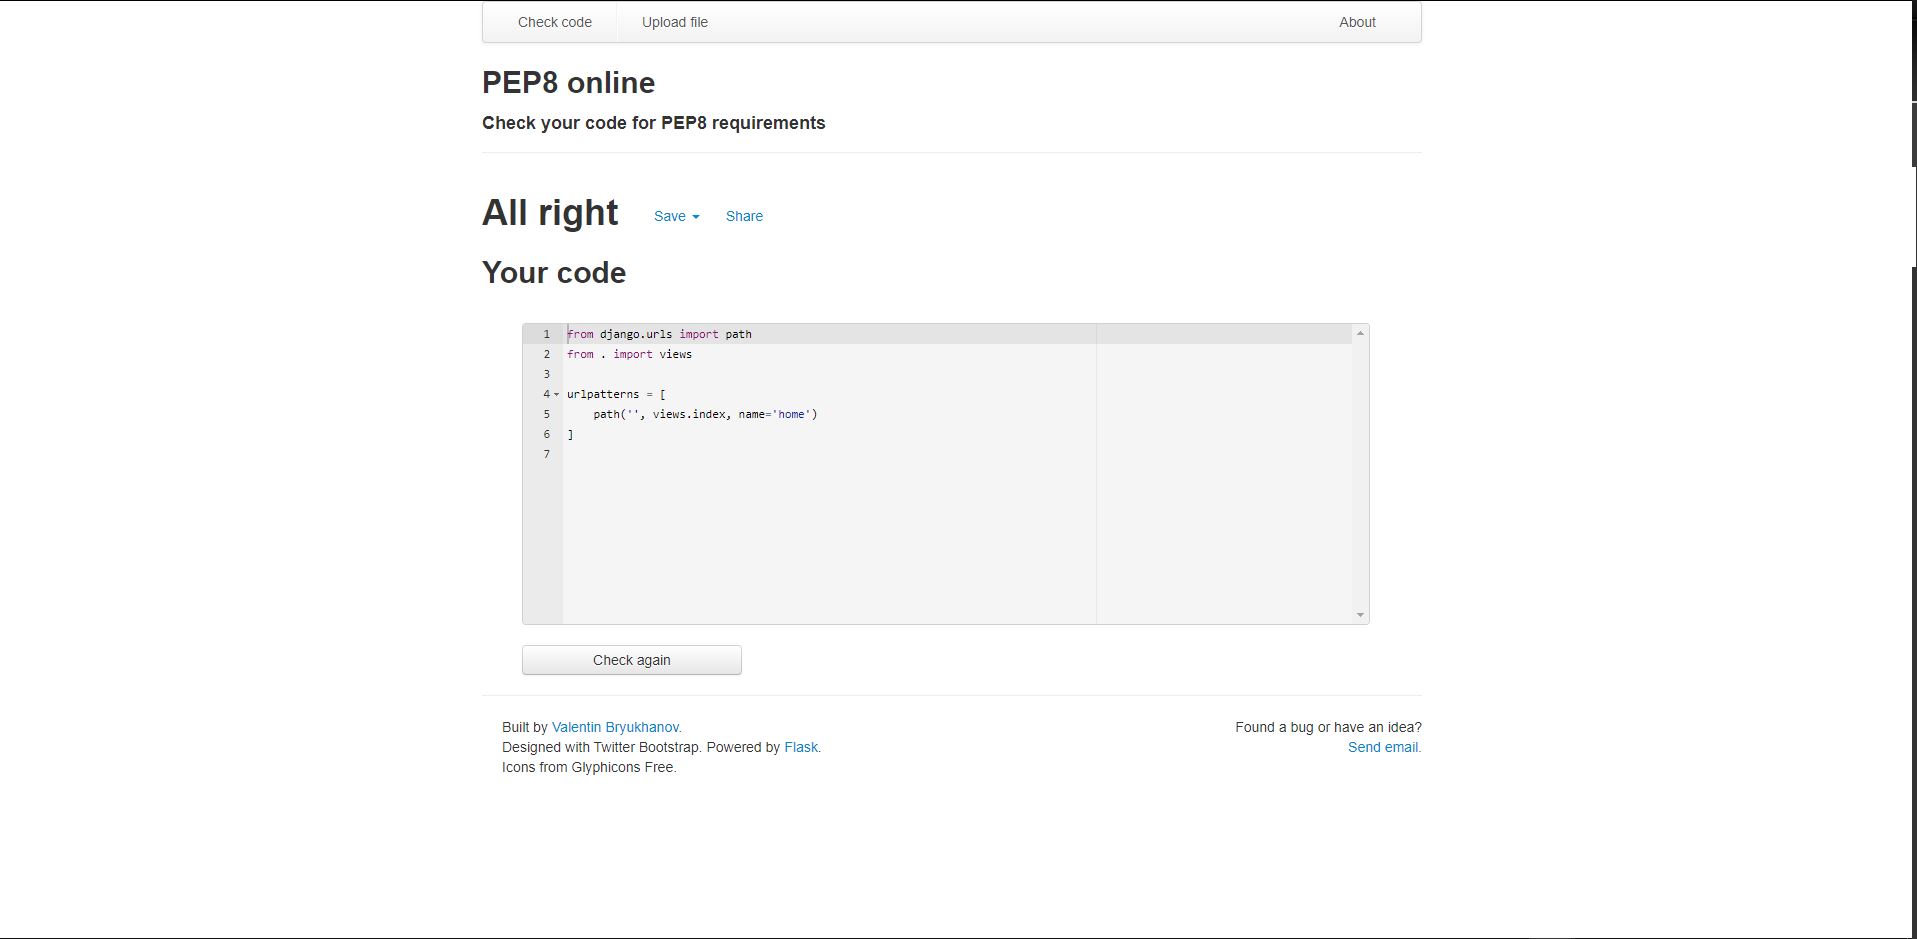 Check code Upload file About
PEP8 online
Check your code for PEP8 requirements
All right Save Share
Your code
1 from django.urls import path
2 from . import views
3
4 urlpatterns = [
5     path('', views.index, name='home')
6 ]
7
Check again
Built by Valentin Bryukhanov. Found a bug or have an idea?
Designed with Twitter Bootstrap. Powered by Flask. Send email.
Icons from Glyphicons Free.